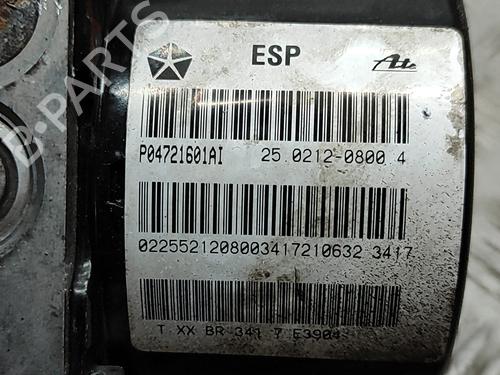 ESP Ate
P04721601AI 25.0212-0800.4
0225521208003417210632 3417
T XX BR 341 7 E3904
B-PARTS